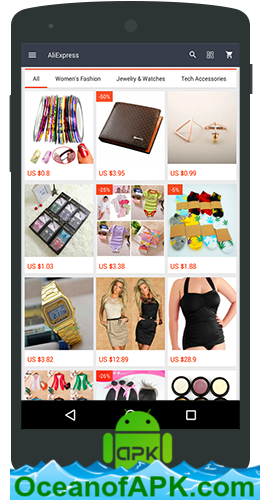 AliExpress
All Women's Fashion Jewelry & Watches Tech Accessories
-50%
US $0.8 US $3.95 US $0.99
-25% -5%
US $1.03 US $3.38 US $1.88
US $3.82 US $12.89 US $28.9
-26%
apk
OceanofAPK.com